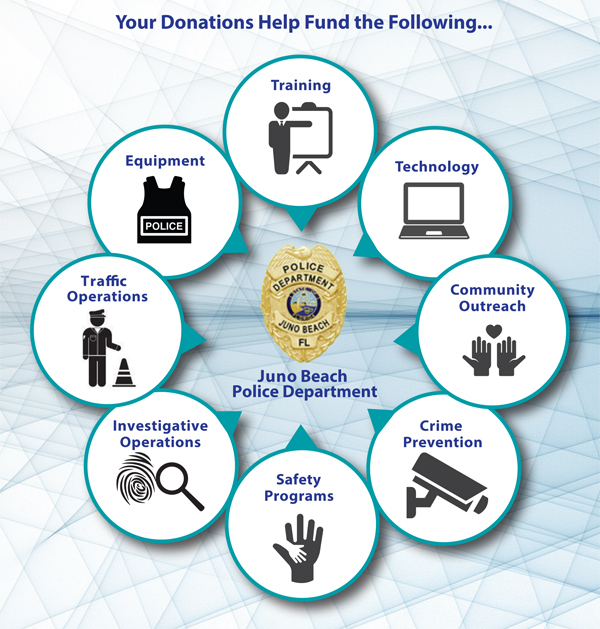 Your Donations Help Fund the Following...
Training
Technology
Community
Outreach
Crime
Prevention
Safety
Programs
Investigative
Operations
Traffic
Operations
Equipment
POLICE
POLICE
DEPARTMENT
JUNO BEACH
FL
Juno Beach
Police Department